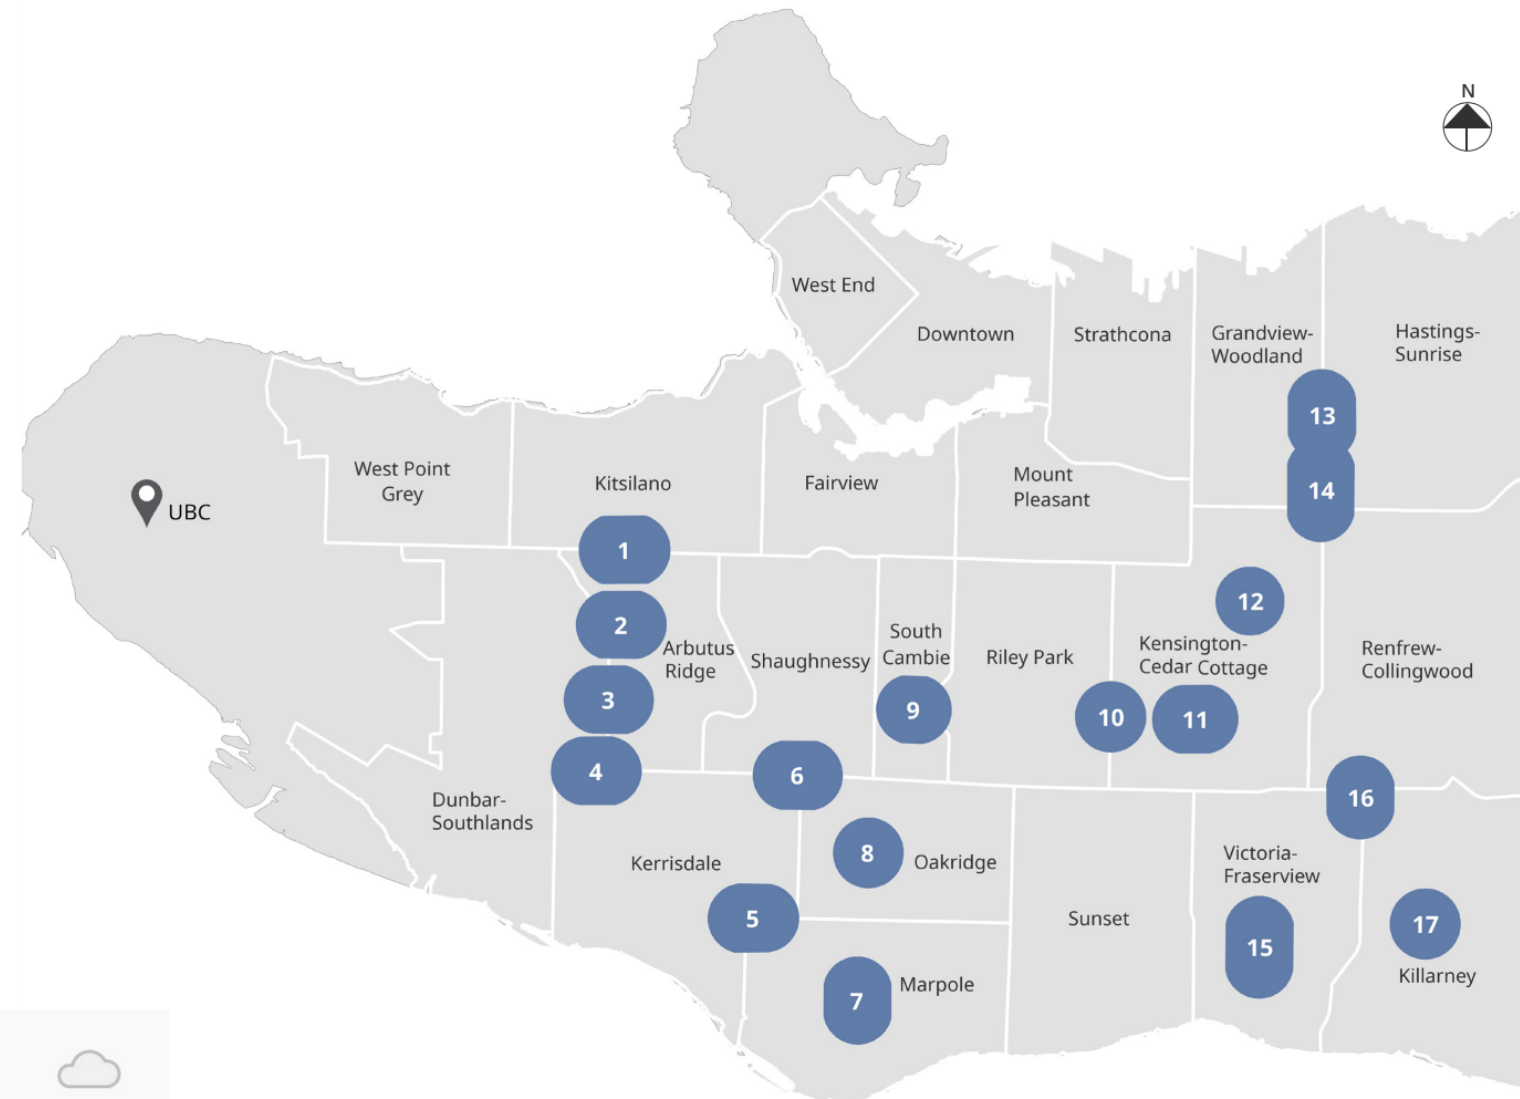 N
West End
Downtown
Strathcona
Grandview-
Woodland
Hastings-
Sunrise
13
West Point
Grey
Kitsilano
Fairview
Mount
Pleasant
14
UBC
1
12
2
Arbutus
Ridge
Shaughnessy
South
Cambie
Riley Park
Kensington-
Cedar Cottage
Renfrew-
Collingwood
3
9
10
11
4
6
16
Dunbar-
Southlands
Kerrisdale
8
Oakridge
Victoria-
Fraserview
5
Sunset
17
15
Killarney
7
Marpole